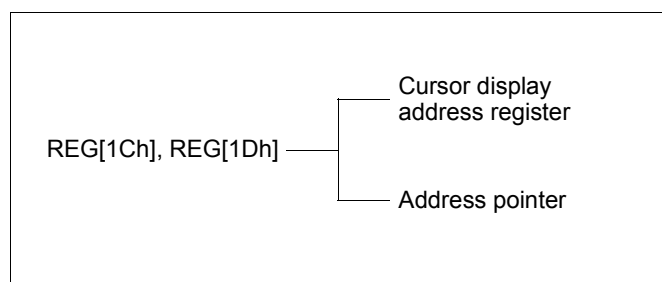 Cursor display
address register
REG[1Ch], REG[1Dh]
Address pointer